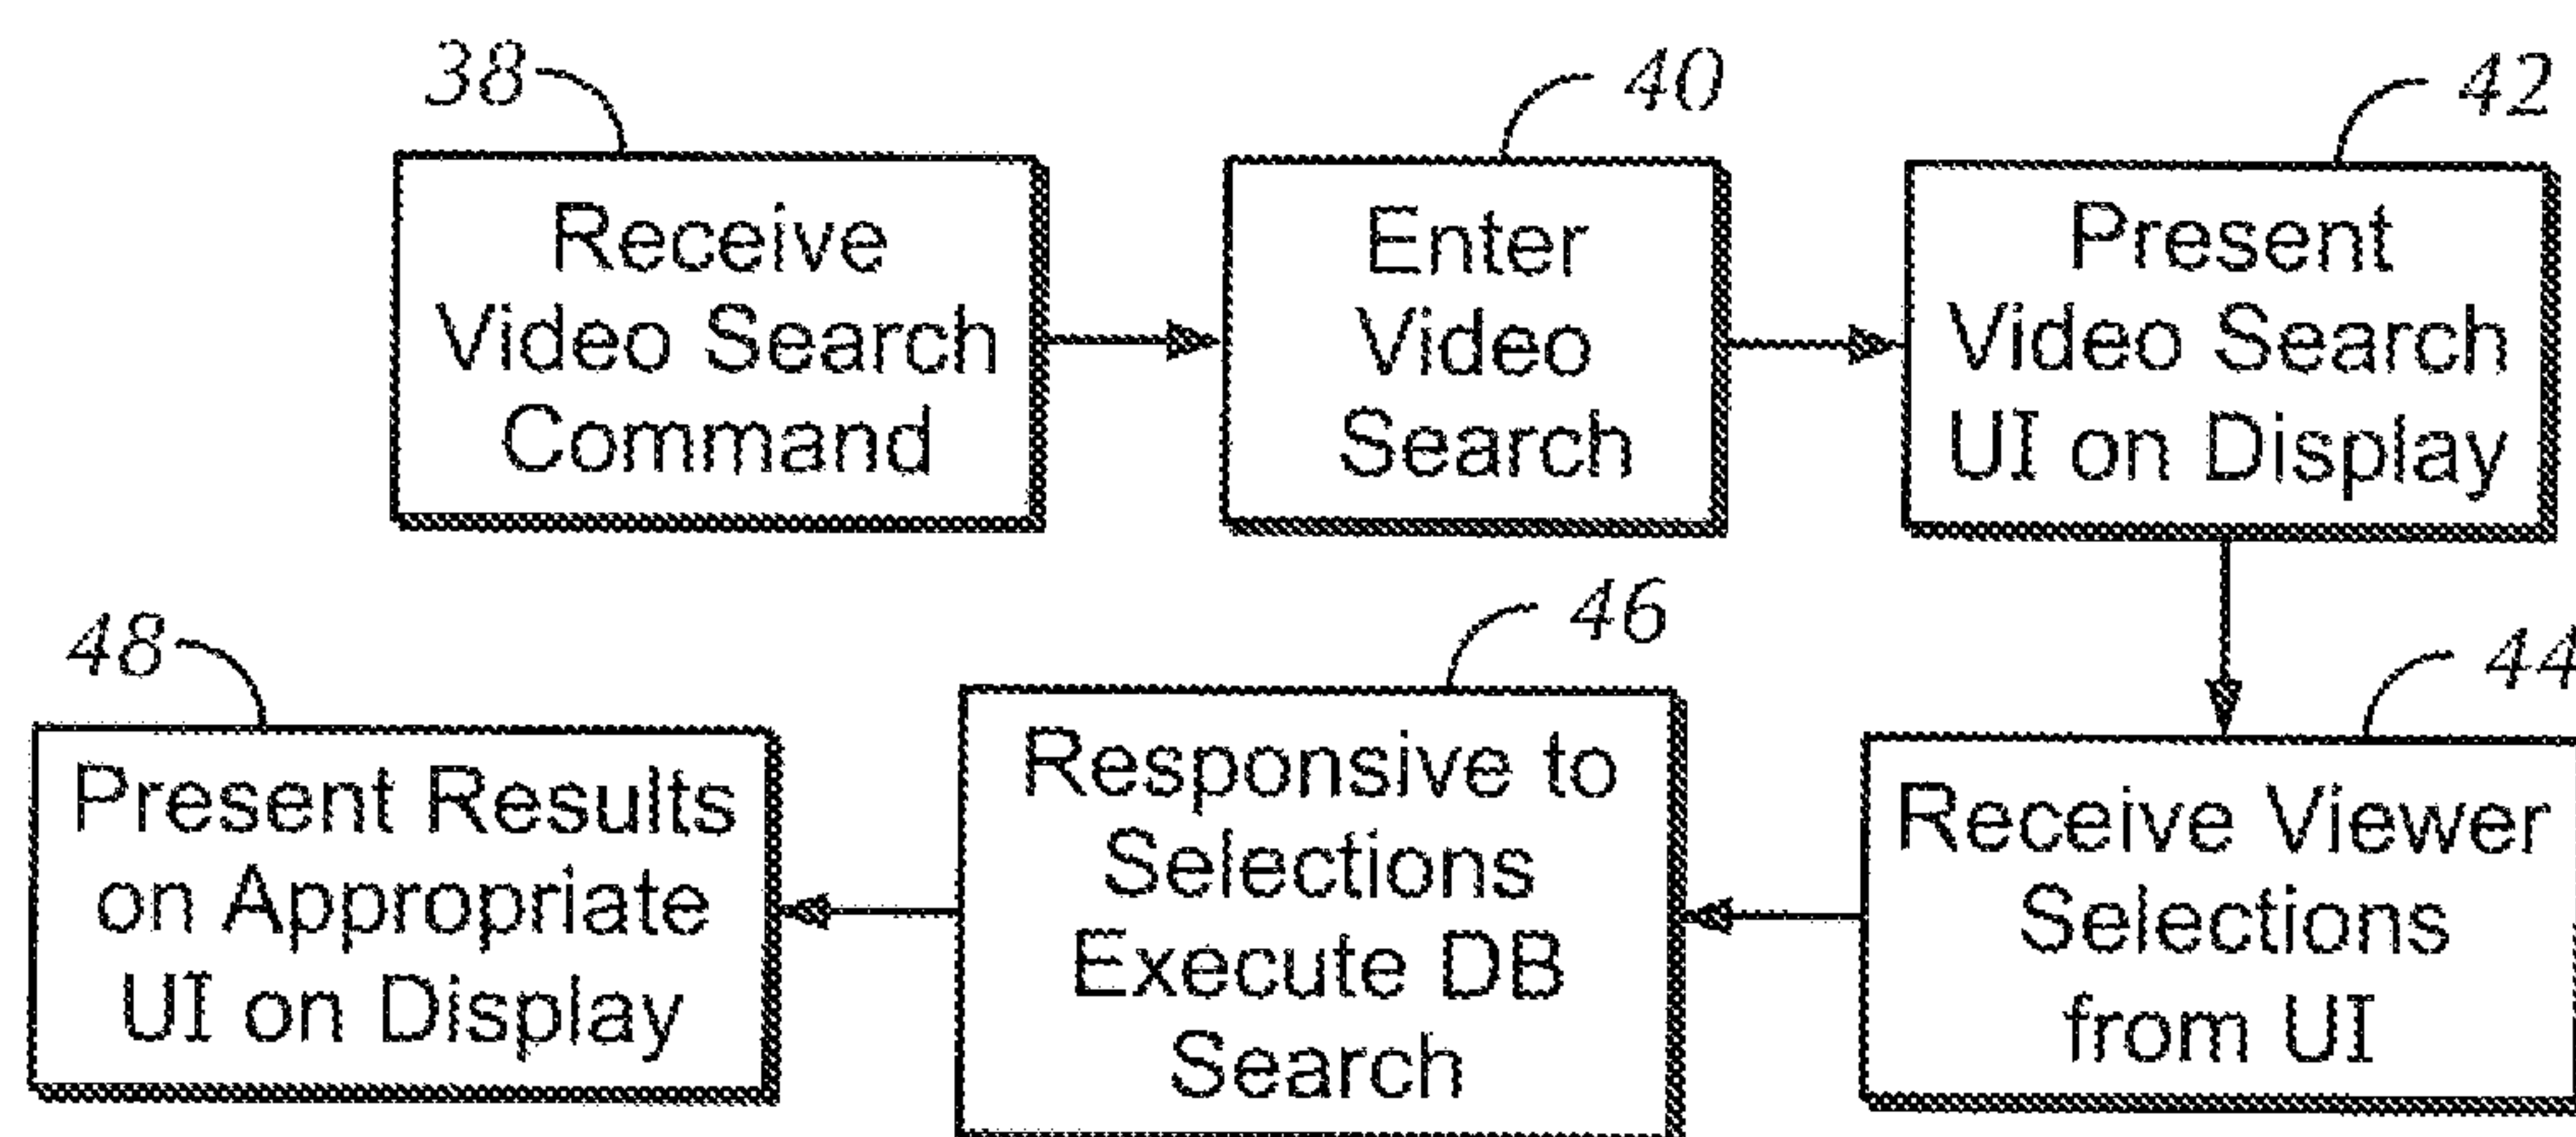 38
Receive
Video Search
Command
40
Enter
Video
Search
42
Present
Video Search
UI on Display
44
Receive Viewer
Selections
from UI
46
Responsive to
Selections
Execute DB
Search
48
Present Results
on Appropriate
UI on Display